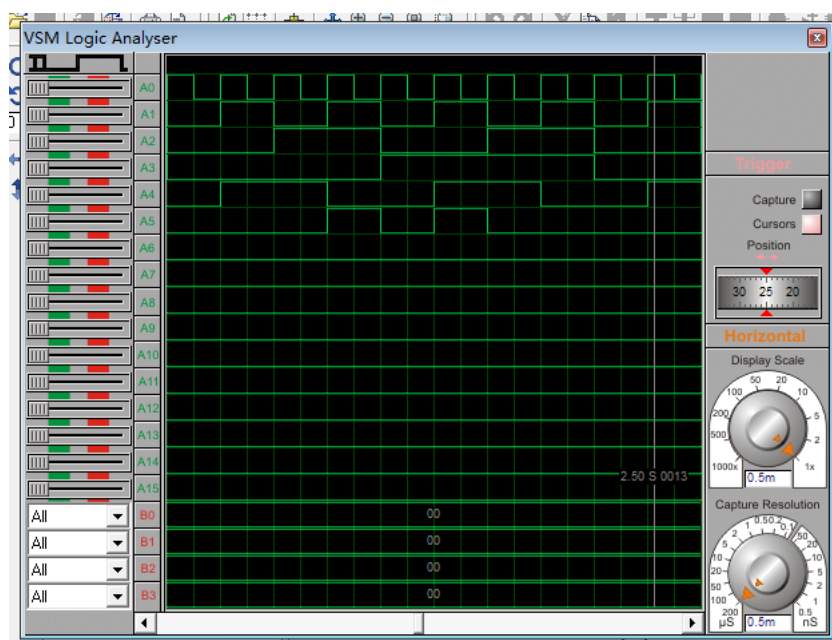 VSM Logic Analyser
A0
A1
A2
A3
A4
A5
A6
A7
A8
A9
A10
A11
A12
A13
A14
A15
2.50 S 0013
All B0 00
All B1 00
All B2 00
All B3 00
Trigger
Capture
Cursors
Position
30 25 20
Horizontal
Display Scale
1000x 500 200 100 50 20 10 5 2 1x
0.5m
Capture Resolution
200 100 50 20 10 5 2 1 0.5 0.2 0.1 50 20 10 5 2 0.5
µS 0.5m nS